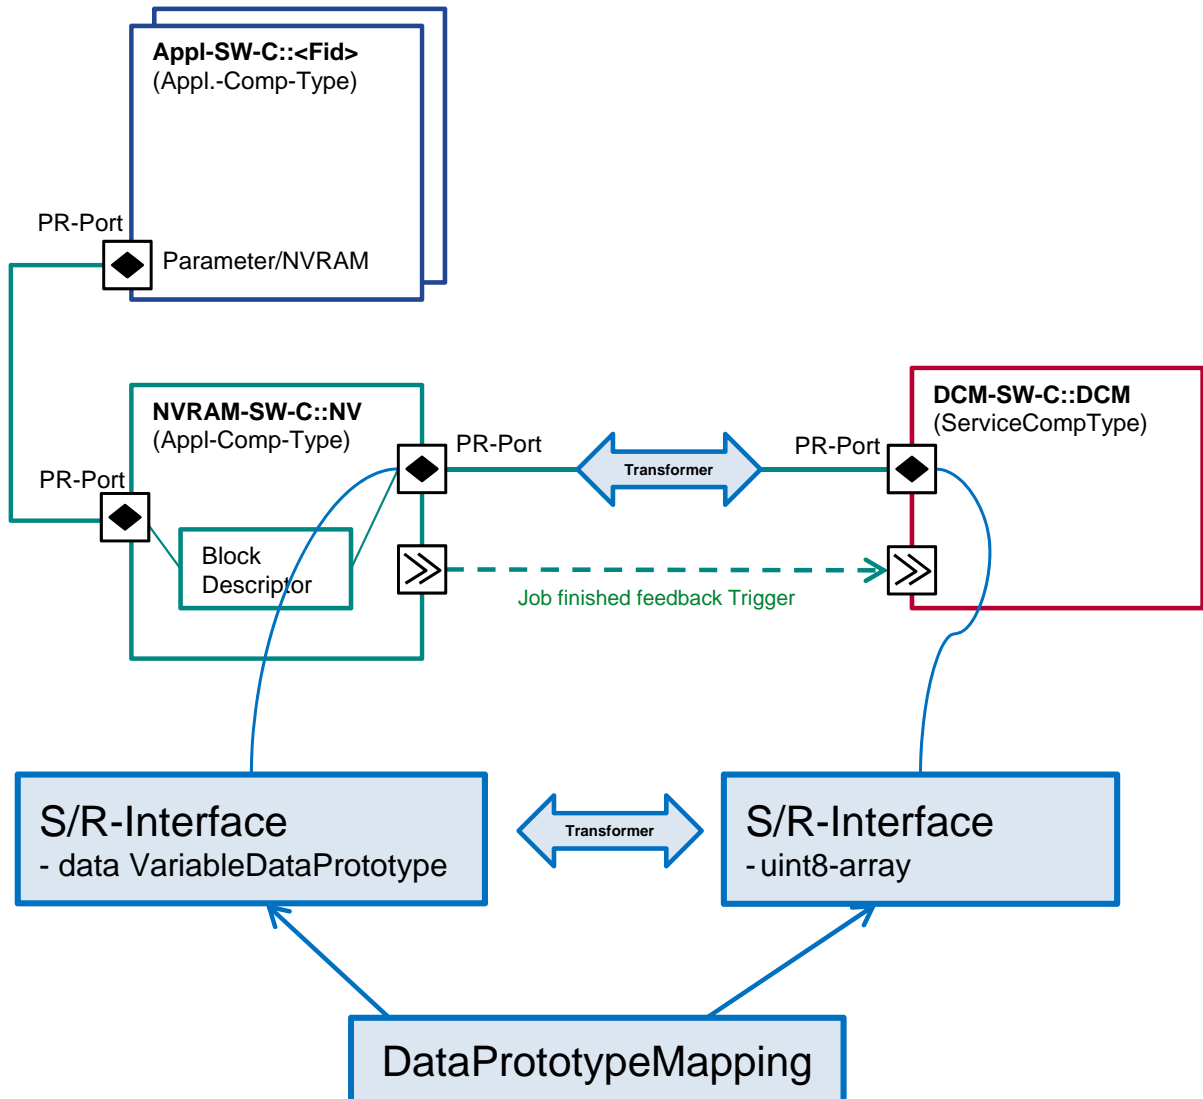 Appl-SW-C::<Fid>
(Appl.-Comp-Type)
PR-Port
Parameter/NVRAM
NVRAM-SW-C::NV
(Appl-Comp-Type)
PR-Port
PR-Port
Block
Descriptor
Transformer
PR-Port
DCM-SW-C::DCM
(ServiceCompType)
Job finished feedback Trigger
S/R-Interface
- data VariableDataPrototype
Transformer
S/R-Interface
- uint8-array
DataPrototypeMapping